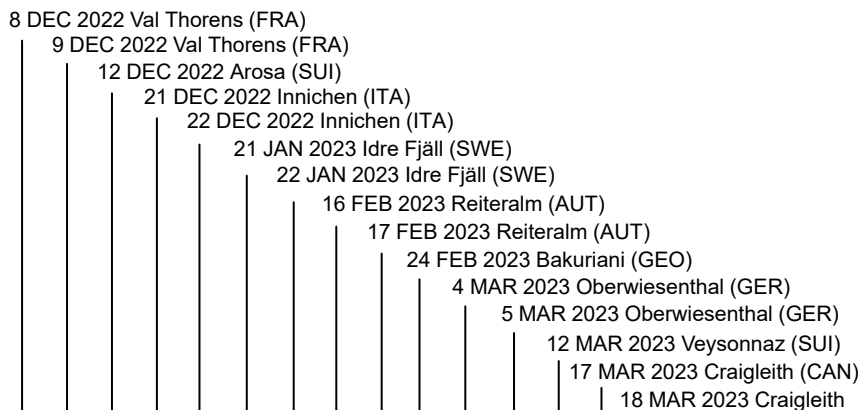 8 DEC 2022 Val Thorens (FRA)
9 DEC 2022 Val Thorens (FRA)
12 DEC 2022 Arosa (SUI)
21 DEC 2022 Innichen (ITA)
22 DEC 2022 Innichen (ITA)
21 JAN 2023 Idre Fjäll (SWE)
22 JAN 2023 Idre Fjäll (SWE)
16 FEB 2023 Reiteralm (AUT)
17 FEB 2023 Reiteralm (AUT)
24 FEB 2023 Bakuriani (GEO)
4 MAR 2023 Oberwiesenthal (GER)
5 MAR 2023 Oberwiesenthal (GER)
12 MAR 2023 Veysonnaz (SUI)
17 MAR 2023 Craigleith (CAN)
18 MAR 2023 Craigleith